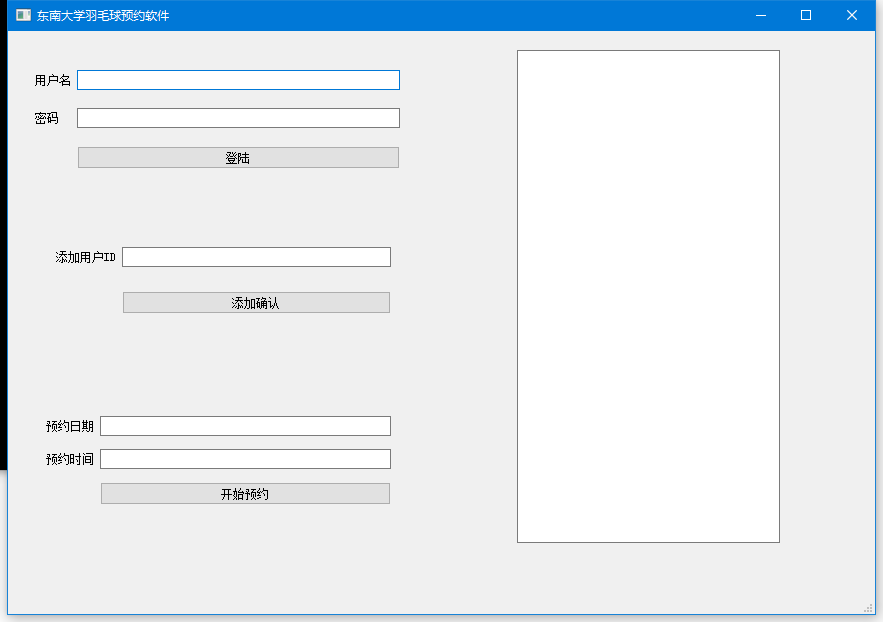 东南大学羽毛球预约软件
用户名
密码
登陆
添加用户ID
添加确认
预约日期
预约时间
开始预约